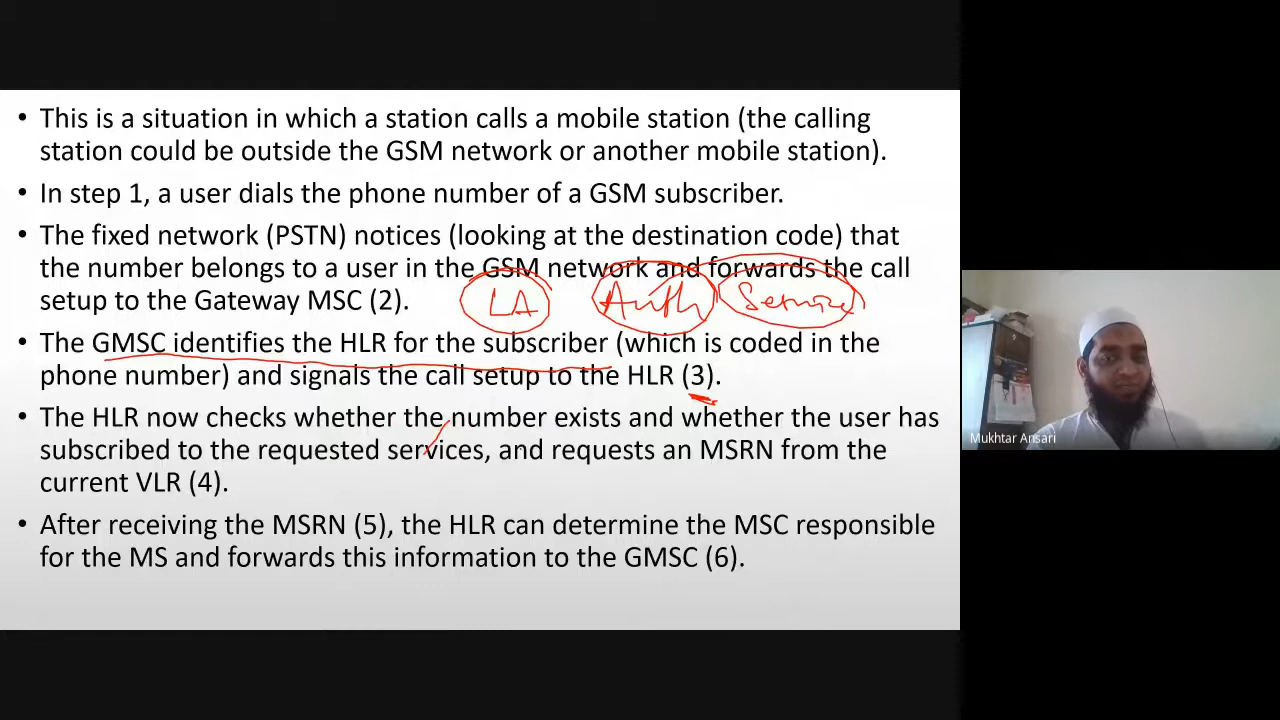 • This is a situation in which a station calls a mobile station (the calling
station could be outside the GSM network or another mobile station).
• In step 1, a user dials the phone number of a GSM subscriber.
• The fixed network (PSTN) notices (looking at the destination code) that
the number belongs to a user in the GSM network and forwards the call
setup to the Gateway MSC (2).
LA Auth Service
• The GMSC identifies the HLR for the subscriber (which is coded in the
phone number) and signals the call setup to the HLR (3).
• The HLR now checks whether the number exists and whether the user has
subscribed to the requested services, and requests an MSRN from the
current VLR (4).
• After receiving the MSRN (5), the HLR can determine the MSC responsible
for the MS and forwards this information to the GMSC (6).
Mukhtar Ansari